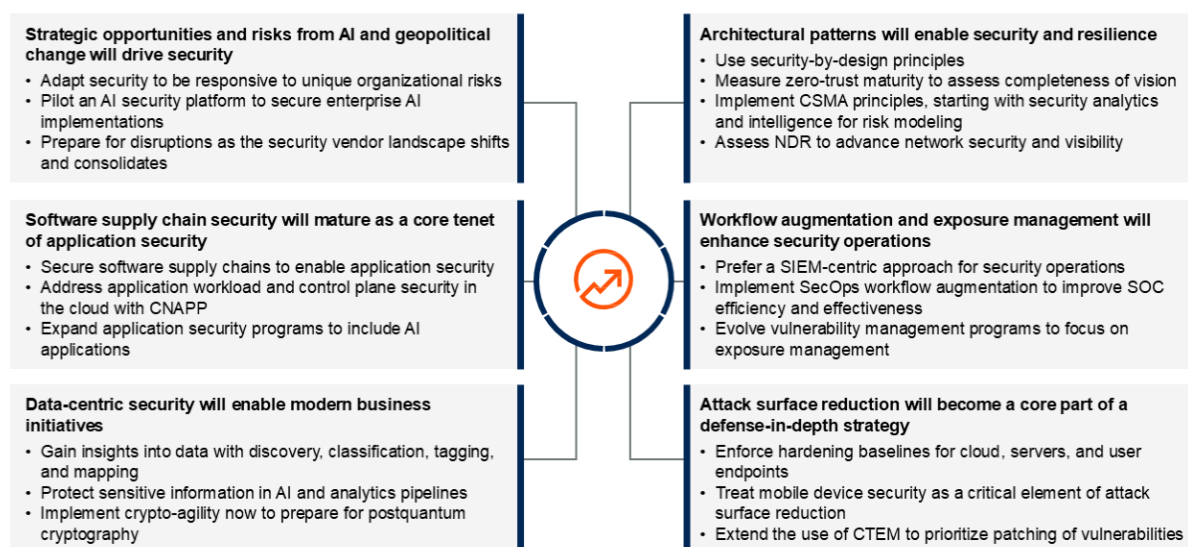 Strategic opportunities and risks from AI and geopolitical
change will drive security
• Adapt security to be responsive to unique organizational risks
• Pilot an AI security platform to secure enterprise AI
implementations
• Prepare for disruptions as the security vendor landscape shifts
and consolidates
Software supply chain security will mature as a core tenet
of application security
• Secure software supply chains to enable application security
• Address application workload and control plane security in
the cloud with CNAPP
• Expand application security programs to include AI
applications
Data-centric security will enable modern business
initiatives
• Gain insights into data with discovery, classification, tagging,
and mapping
• Protect sensitive information in AI and analytics pipelines
• Implement crypto-agility now to prepare for postquantum
cryptography
Architectural patterns will enable security and resilience
• Use security-by-design principles
• Measure zero-trust maturity to assess completeness of vision
• Implement CSMA principles, starting with security analytics
and intelligence for risk modeling
• Assess NDR to advance network security and visibility
Workflow augmentation and exposure management will
enhance security operations
• Prefer a SIEM-centric approach for security operations
• Implement SecOps workflow augmentation to improve SOC
efficiency and effectiveness
• Evolve vulnerability management programs to focus on
exposure management
Attack surface reduction will become a core part of a
defense-in-depth strategy
• Enforce hardening baselines for cloud, servers, and user
endpoints
• Treat mobile device security as a critical element of attack
surface reduction
• Extend the use of CTEM to prioritize patching of vulnerabilities